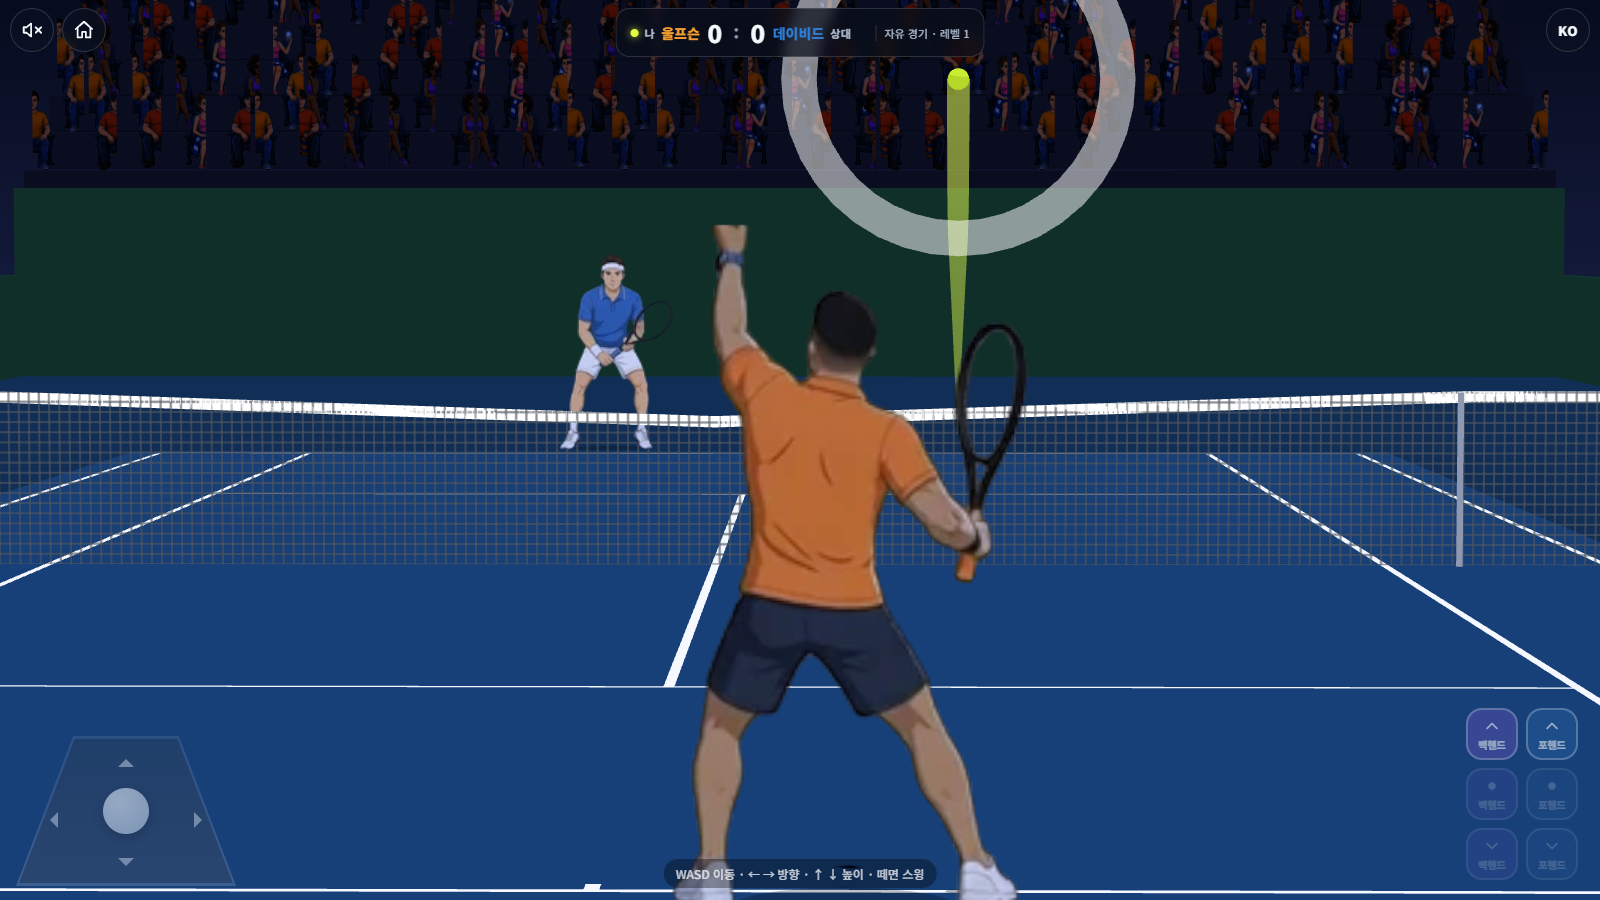 나 울프슨 0 : 0 데이비드 상대 자유 경기 · 레벨 1
KO
백핸드 포핸드
백핸드 포핸드
백핸드 포핸드
WASD 이동 · ←→ 방향 · ↑ ↓ 높이 · 떼면 스윙